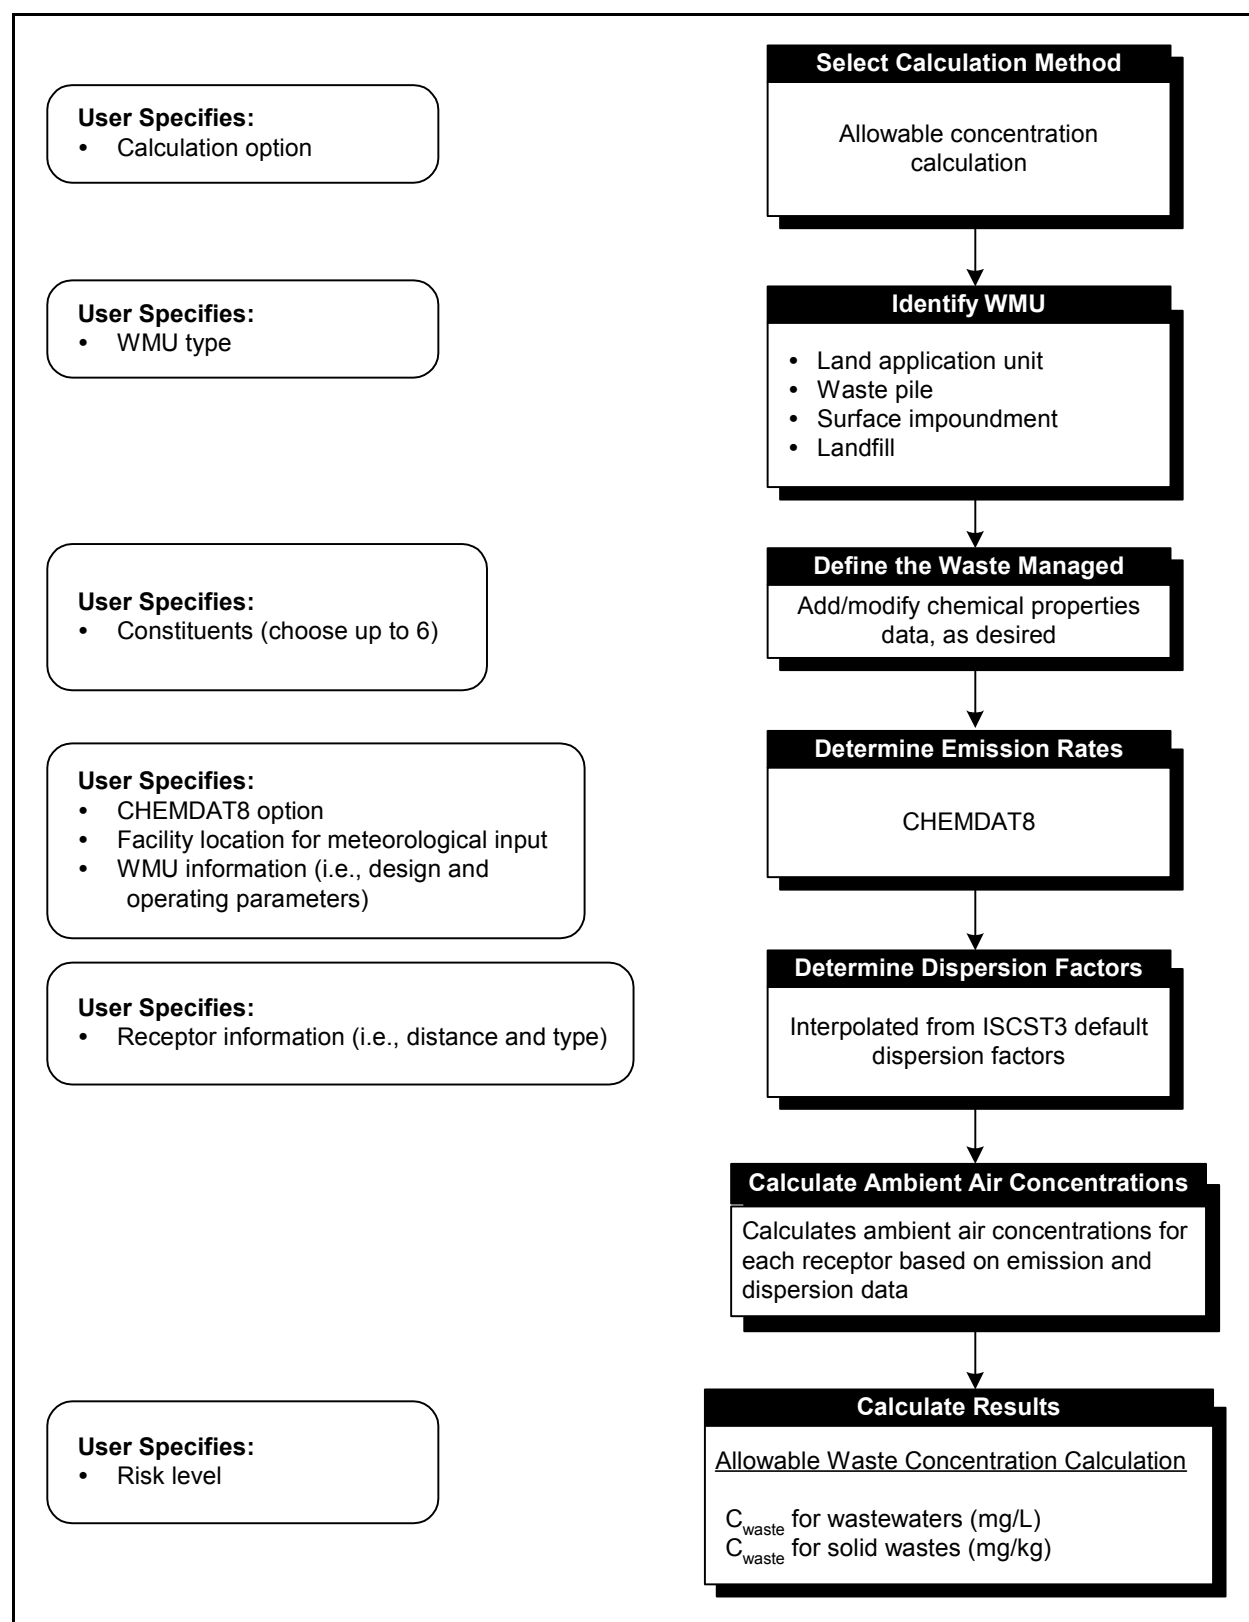 Select Calculation Method
User Specifies:
• Calculation option
Allowable concentration
calculation
Identify WMU
User Specifies:
• WMU type
• Land application unit
• Waste pile
• Surface impoundment
• Landfill
Define the Waste Managed
User Specifies:
• Constituents (choose up to 6)
Add/modify chemical properties
data, as desired
Determine Emission Rates
User Specifies:
• CHEMDAT8 option
• Facility location for meteorological input
• WMU information (i.e., design and
operating parameters)
CHEMDAT8
Determine Dispersion Factors
User Specifies:
• Receptor information (i.e., distance and type)
Interpolated from ISCST3 default
dispersion factors
Calculate Ambient Air Concentrations
Calculates ambient air concentrations for
each receptor based on emission and
dispersion data
Calculate Results
User Specifies:
• Risk level
Allowable Waste Concentration Calculation
Cwaste for wastewaters (mg/L)
Cwaste for solid wastes (mg/kg)